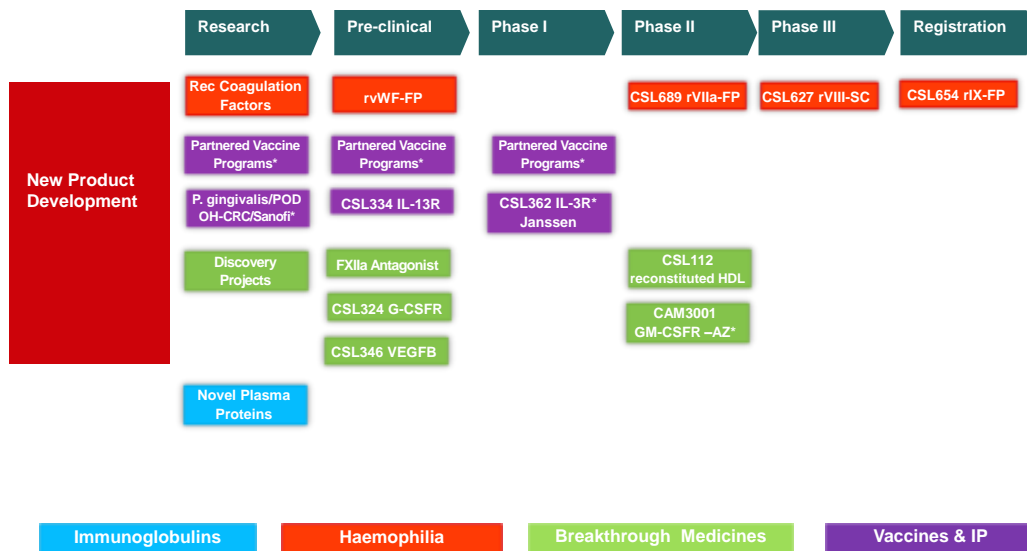 Research Pre-clinical Phase I Phase II Phase III Registration
New Product
Development
Rec Coagulation
Factors
rvWF-FP
CSL689 rVIIa-FP
CSL627 rVIII-SC
CSL654 rIX-FP
Partnered Vaccine
Programs*
Partnered Vaccine
Programs*
Partnered Vaccine
Programs*
P. gingivalis/POD
OH-CRC/Sanofi*
CSL334 IL-13R
CSL362 IL-3R*
Janssen
Discovery
Projects
FXIIa Antagonist
CSL112
reconstituted HDL
CSL324 G-CSFR
CAM3001
GM-CSFR –AZ*
CSL346 VEGFB
Novel Plasma
Proteins
Immunoglobulins Haemophilia Breakthrough Medicines Vaccines & IP